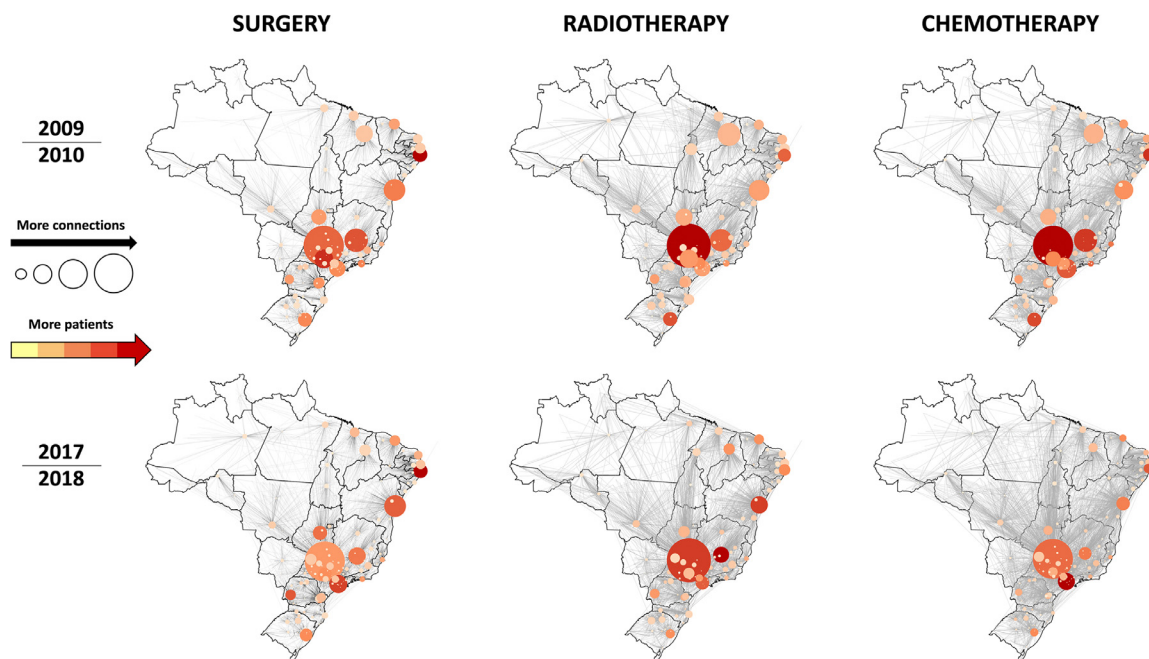 SURGERY
RADIOTHERAPY
CHEMOTHERAPY
2009
2010
More connections
More patients
2017
2018